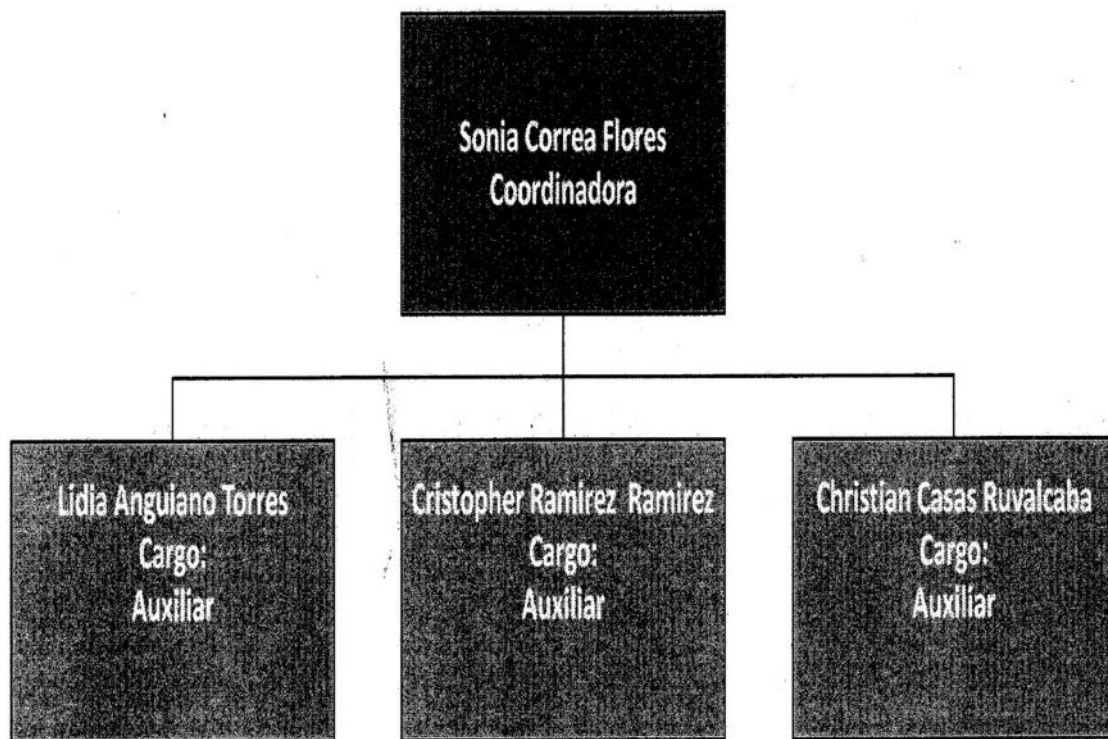 Sonia Correa Flores
Coordinadora
Lidia Anguiano Torres
Cargo:
Auxiliar
Cristopher Ramirez Ramirez
Cargo:
Auxiliar
Christian Casas Ruvalcaba
Cargo:
Auxiliar